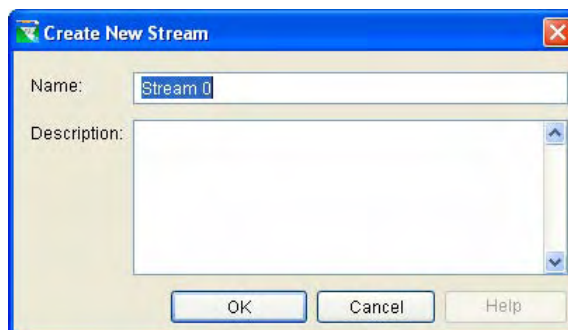 Create New Stream
Name:
Stream 0
Description:
OK
Cancel
Help